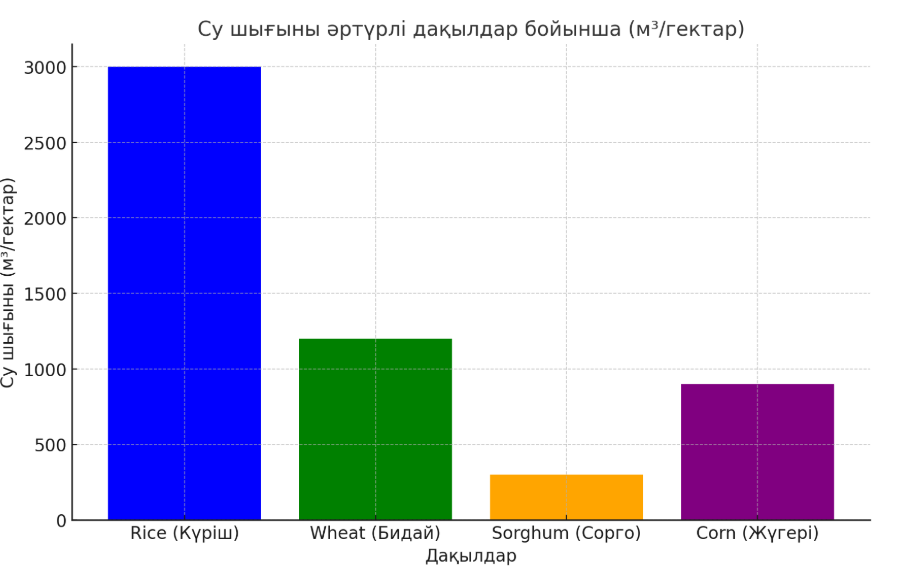 Су шығыны әртүрлі дақылдар бойынша (м³/гектар)
Су шығыны (м³/гектар)
3000
2500
2000
1500
1000
500
0
Rice (Күріш) Wheat (Бидай) Sorghum (Сорго) Corn (Жүгері)
Дақылдар